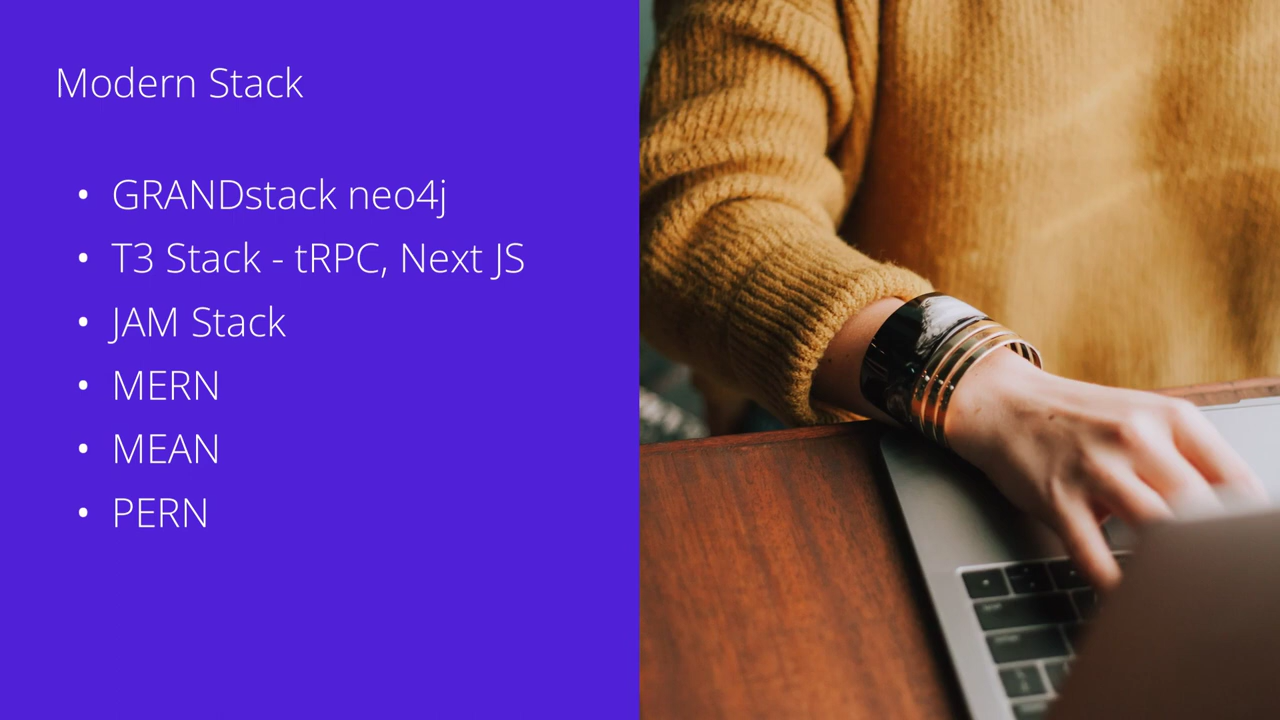 Modern Stack
• GRANDstack neo4j
• T3 Stack - tRPC, Next JS
• JAM Stack
• MERN
• MEAN
• PERN